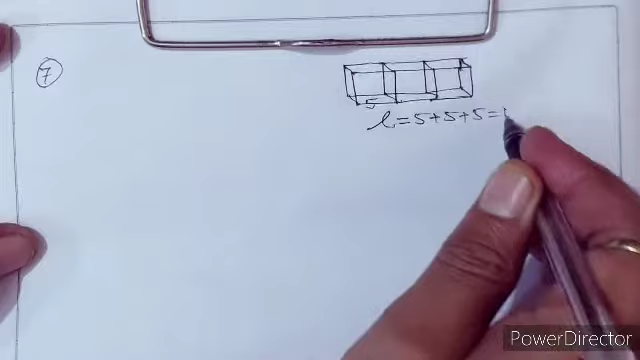 7
5
l = 5+5+5 =
PowerDirector